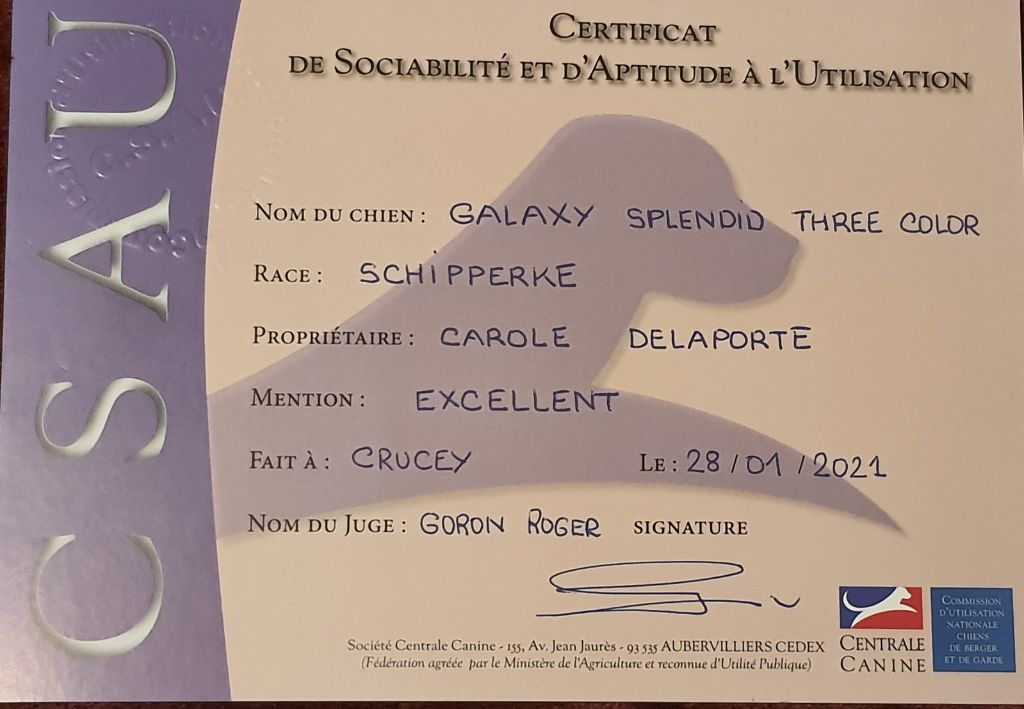 CSAU
CERTIFICAT
DE SOCIABILITÉ ET D'APTITUDE À L'UTILISATION
NOM DU CHIEN : GALAXY SPLENDID THREE COLOR
RACE : SCHIPPERKE
PROPRIÉTAIRE : CAROLE DELAPORTE
MENTION : EXCELLENT
FAIT À : CRUCEY LE : 28/01/2021
NOM DU JUGE : GORON ROGER SIGNATURE
Société Centrale Canine - 155, Av. Jean Jaurès - 93 535 AUBERVILLIERS CEDEX
(Fédération agréée par le Ministère de l'Agriculture et reconnue d'Utilité Publique)
CENTRALE
CANINE
COMMISSION
D'UTILISATION
NATIONALE
CHIENS
DE BERGER
ET DE GARDE